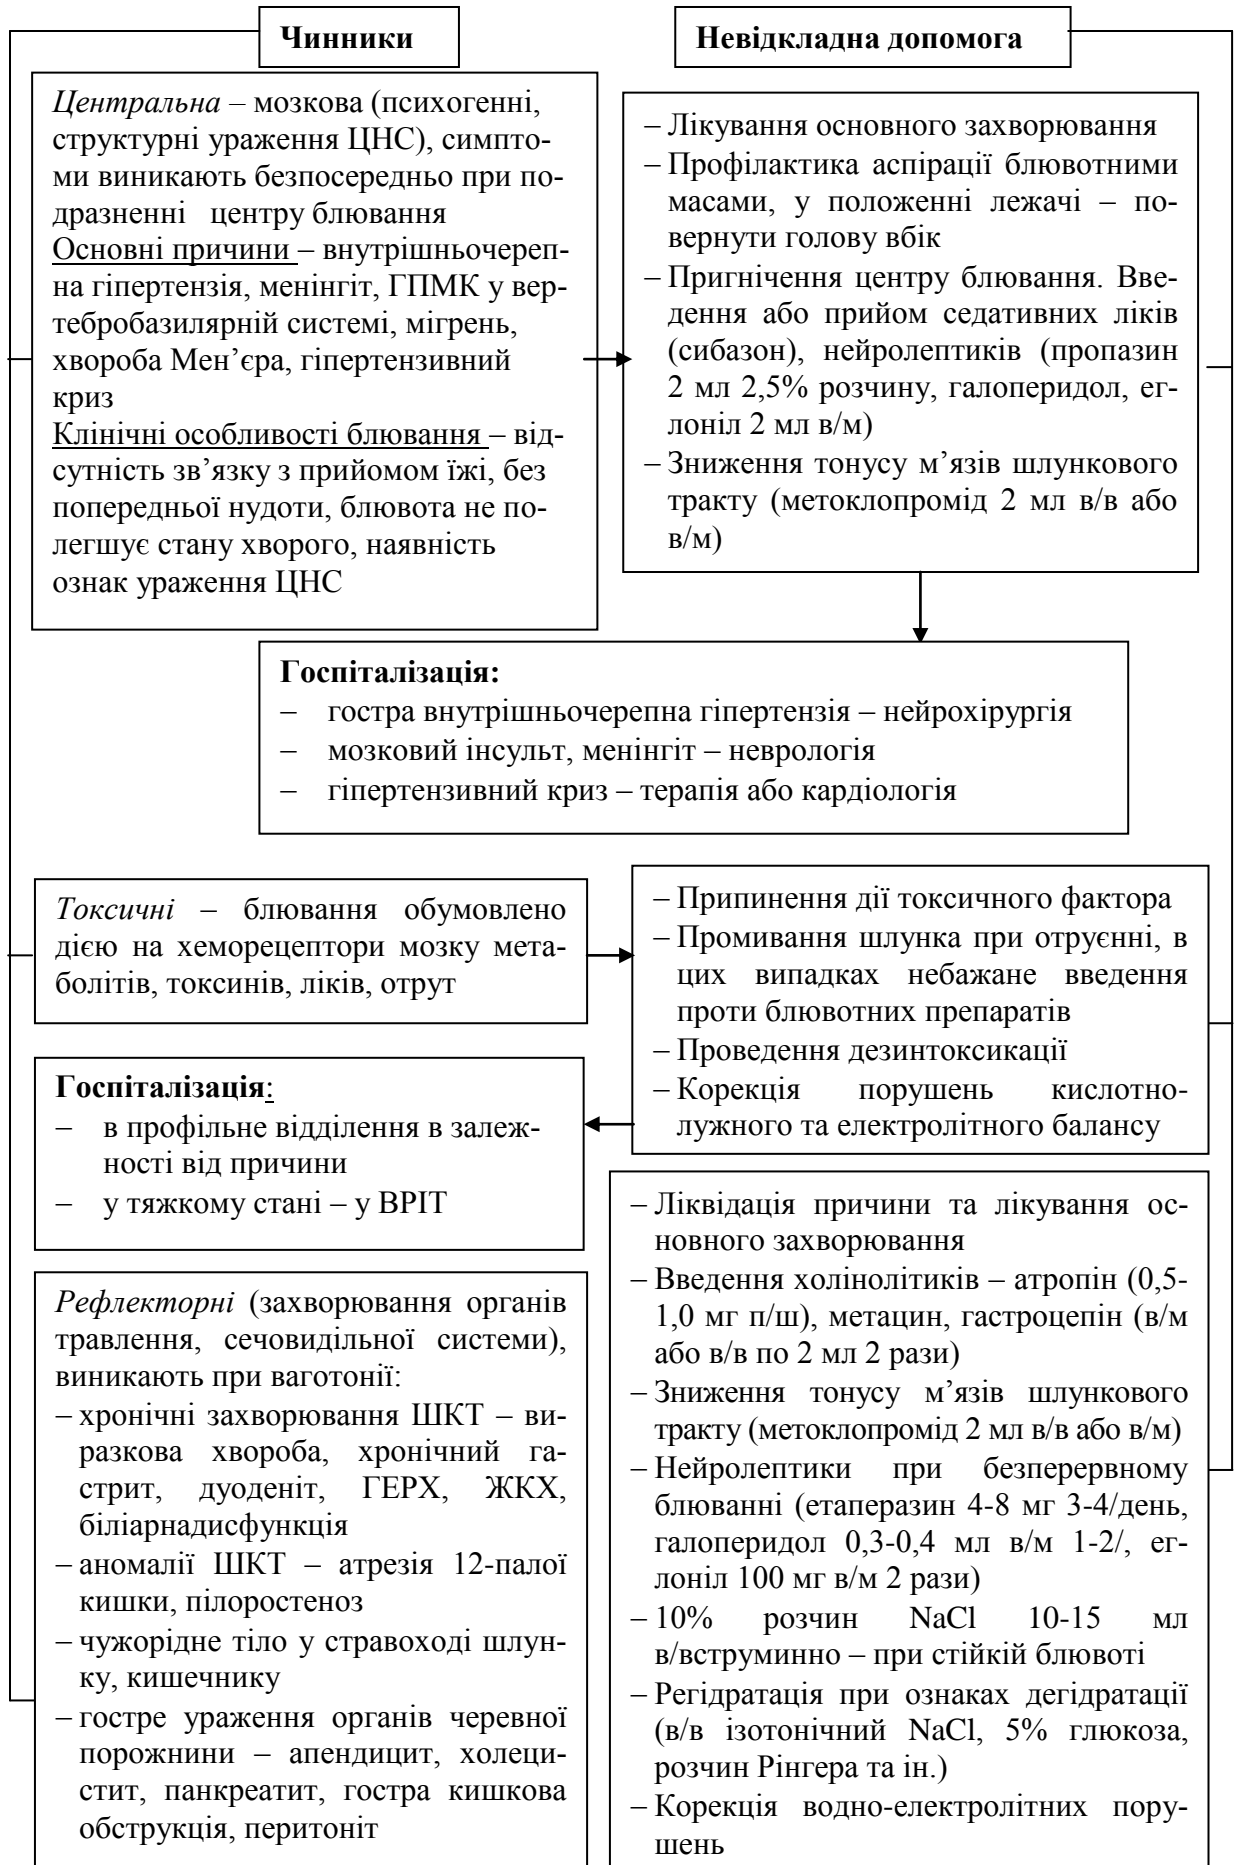 Чинники
Невідкладна допомога
Центральна – мозкова (психогенні,
структурні ураження ЦНС), симпто-
ми виникають безпосередньо при по-
дразненні центру блювання
Основні причини – внутрішньочереп-
на гіпертензія, менінгіт, ГПМК у вер-
тебробазилярній системі, мігрень,
хвороба Мен’єра, гіпертензивний
криз
Клінічні особливості блювання – від-
сутність зв’язку з прийомом їжі, без
попередньої нудоти, блювота не по-
легшує стану хворого, наявність
ознак ураження ЦНС
– Лікування основного захворювання
– Профілактика аспірації блювотними
масами, у положенні лежачі – по-
вернути голову вбік
– Пригнічення центру блювання. Вве-
дення або прийом седативних ліків
(сибазон), нейролептиків (пропазин
2 мл 2,5% розчину, галоперидол, ег-
лоніл 2 мл в/м)
– Зниження тонусу м’язів шлункового
тракту (метоклопромід 2 мл в/в або
в/м)
Госпіталізація:
– гостра внутрішньочерепна гіпертензія – нейрохірургія
– мозковий інсульт, менінгіт – неврологія
– гіпертензивний криз – терапія або кардіологія
Токсичні – блювання обумовлено
дією на хеморецептори мозку мета-
болітів, токсинів, ліків, отрут
– Припинення дії токсичного фактора
– Промивання шлунка при отруєнні, в
цих випадках небажане введення
проти блювотних препаратів
– Проведення дезинтоксикації
– Корекція порушень кислотно-
лужного та електролітного балансу
Госпіталізація:
– в профільне відділення в залеж-
ності від причини
– у тяжкому стані – у ВРІТ
Рефлекторні (захворювання органів
травлення, сечовидільної системи),
виникають при ваготонії:
– хронічні захворювання ШКТ – ви-
разкова хвороба, хронічний га-
стрит, дуоденіт, ГЕРХ, ЖКХ,
біліарнадисфункція
– аномалії ШКТ – атрезія 12-палої
кишки, пілоростеноз
– чужорідне тіло у стравоході шлун-
ку, кишечнику
– гостре ураження органів черевної
порожнини – апендицит, холеци-
стит, панкреатит, гостра кишкова
обструкція, перитоніт
– Ліквідація причини та лікування ос-
новного захворювання
– Введення холінолітиків – атропін (0,5-
1,0 мг п/ш), метацин, гастроцепін (в/м
або в/в по 2 мл 2 рази)
– Зниження тонусу м’язів шлункового
тракту (метоклопромід 2 мл в/в або в/м)
– Нейролептики при безперервному
блюванні (етаперазин 4-8 мг 3-4/день,
галоперидол 0,3-0,4 мл в/м 1-2/, ег-
лоніл 100 мг в/м 2 рази)
– 10% розчин NaCl 10-15 мл
в/вструминно – при стійкій блювоті
– Регідратація при ознаках дегідратації
(в/в ізотонічний NaCl, 5% глюкоза,
розчин Рінгера та ін.)
– Корекція водно-електролітних пору-
шень